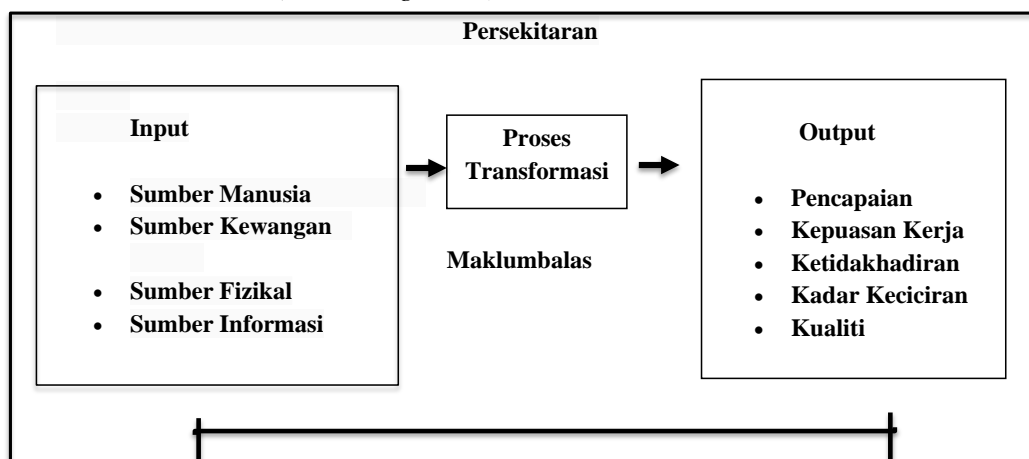 Persekitaran
Input
Sumber Manusia
Sumber Kewangan
Sumber Fizikal
Sumber Informasi
Proses
Transformasi
Maklumbalas
Output
Pencapaian
Kepuasan Kerja
Ketidakhadiran
Kadar Keciciran
Kualiti